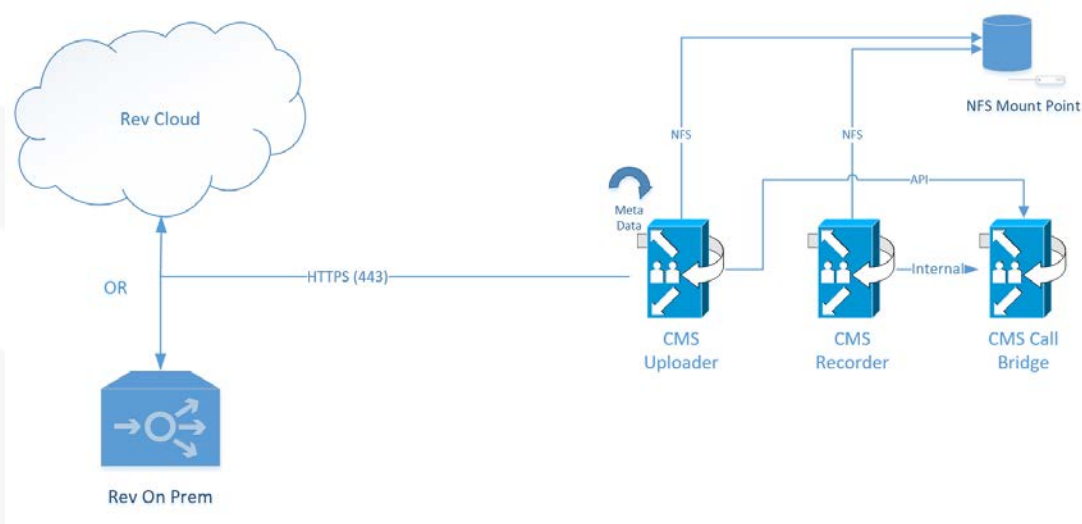 Rev Cloud
NFS Mount Point
NFS
NFS
API
Meta
Data
OR
HTTPS (443)
Internal
CMS
Uploader
CMS
Recorder
CMS Call
Bridge
Rev On Prem